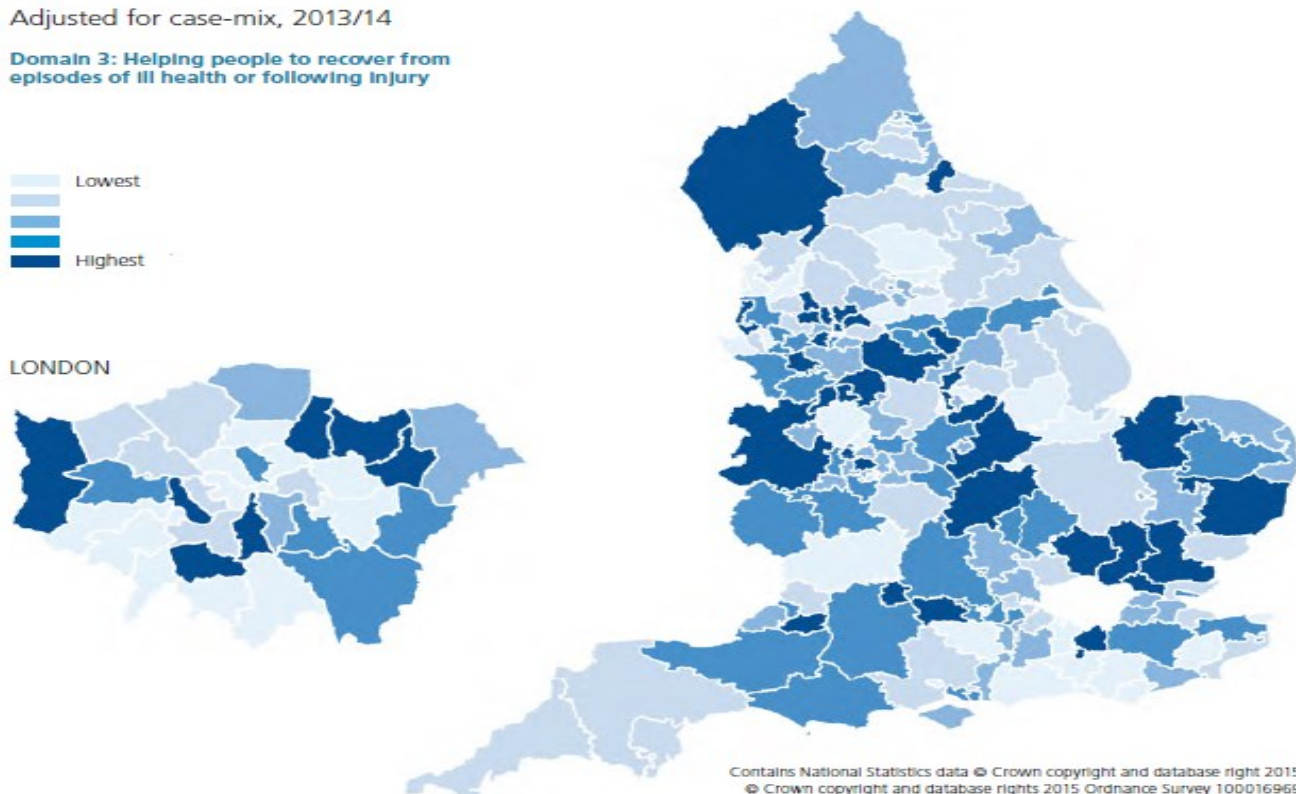 Adjusted for case-mix, 2013/14
Domain 3: Helping people to recover from
episodes of ill health or following injury
Lowest
Highest
LONDON
Contains National Statistics data © Crown copyright and database right 2015
© Crown copyright and database rights 2015 Ordnance Survey 100016969